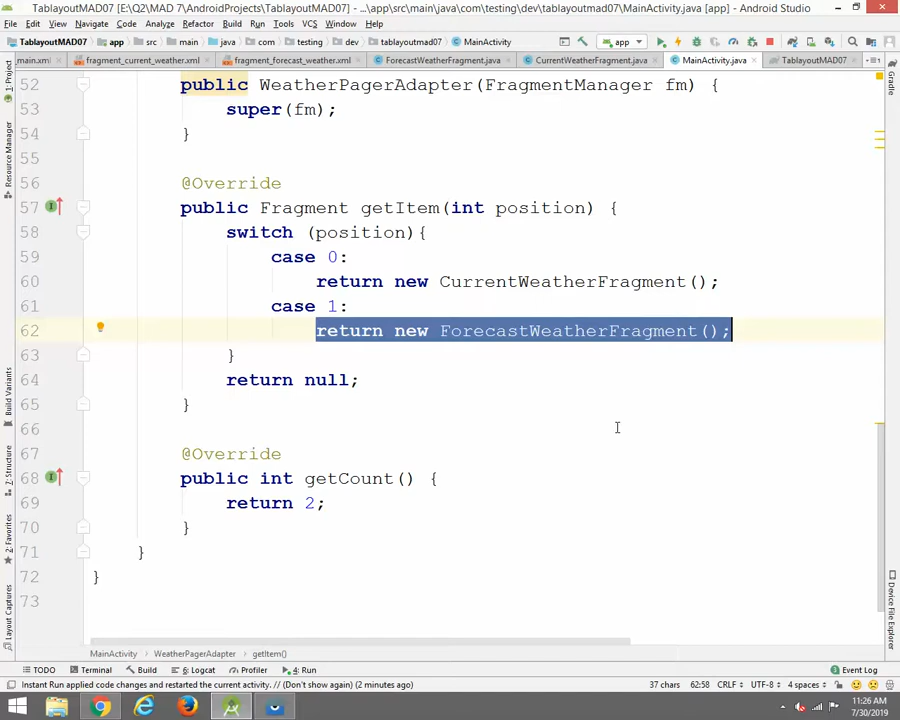 TablayoutMAD07 [E:\Q2\MAD 7\AndroidProjects\TablayoutMAD07] - ...\app\src\main\java\com\testing\dev\tablayoutmad07\MainActivity.java [app] - Android Studio
File Edit View Navigate Code Analyze Refactor Build Run Tools VCS Window Help
TablayoutMAD07 app src main java com testing dev tablayoutmad07 MainActivity app
_main.xml fragment_current_weather.xml fragment_forecast_weather.xml ForecastWeatherFragment.java CurrentWeatherFragment.java MainActivity.java TablayoutMAD07
1: Project
Resource Manager
Build Variants
7: Structure
2: Favorites
Layout Captures
Gradle
Device File Explorer
52 public WeatherPagerAdapter(FragmentManager fm) {
53 super(fm);
54 }
55
56 @Override
57 public Fragment getItem(int position) {
58 switch (position){
59 case 0:
60 return new CurrentWeatherFragment();
61 case 1:
62 return new ForecastWeatherFragment();
63 }
64 return null;
65 }
66
67 @Override
68 public int getCount() {
69 return 2;
70 }
71 }
72 }
73
MainActivity WeatherPagerAdapter getItem()
TODO Terminal Build 6: Logcat Profiler 4: Run 3 Event Log
Instant Run applied code changes and restarted the current activity. // (Don't show again) (2 minutes ago) 37 chars 62:58 CRLF UTF-8 4 spaces
11:26 AM
7/30/2019